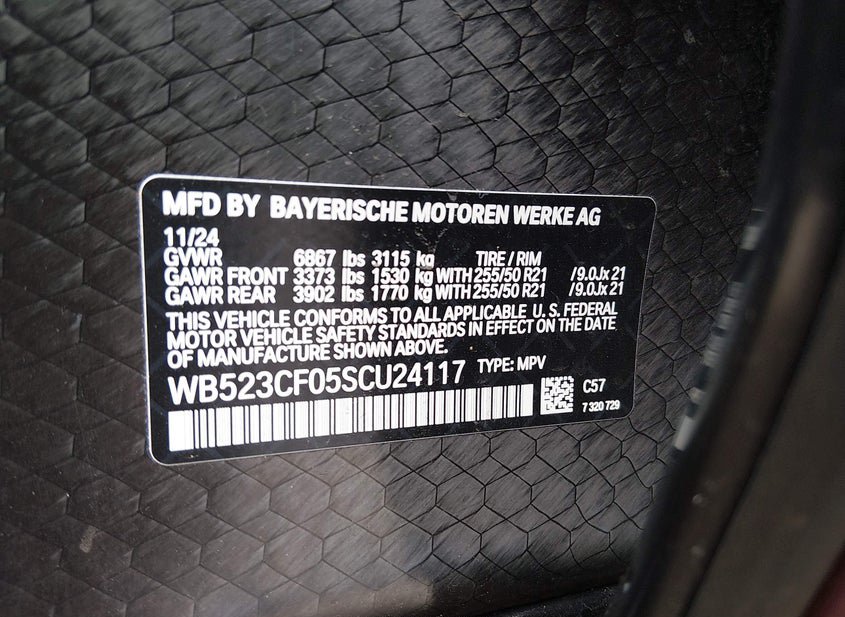 MFD BY BAYERISCHE MOTOREN WERKE AG
11/24
GVWR 6867 lbs 3115 kg TIRE / RIM
GAWR FRONT 3373 lbs 1530 kg WITH 255/50 R21 /9.0Jx 21
GAWR REAR 3902 lbs 1770 kg WITH 255/50 R21 /9.0Jx 21
THIS VEHICLE CONFORMS TO ALL APPLICABLE U. S. FEDERAL
MOTOR VEHICLE SAFETY STANDARDS IN EFFECT ON THE DATE
OF MANUFACTURE SHOWN ABOVE.
WB523CF05SCU24117 TYPE: MPV
C57
7 320 729